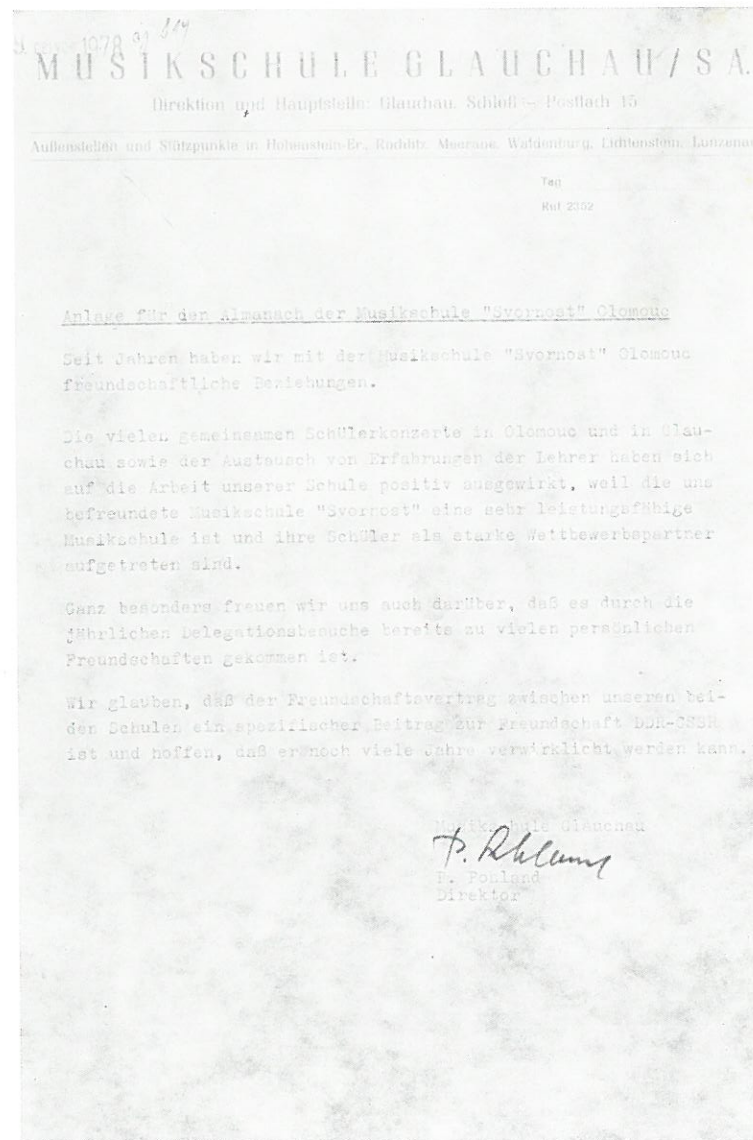 1978
MUSIKSCHULE GLAUCHAU/SA.
Direktion und Hauptstelle: Glauchau, Schloß – Postfach 15
Außenstellen und Stützpunkte in Hohenstein-Er., Rochlitz, Meerane, Waldenburg, Lichtenstein, Lunzenau
Tag
Ruf 2352
Anlage für den Almanach der Musikschule "Svornost" Olomouc
Seit Jahren haben wir mit der Musikschule "Svornost" Olomouc
freundschaftliche Beziehungen.
Die vielen gemeinsamen Schülerkonzerte in Olomouc und in Glau-
chau sowie der Austausch von Erfahrungen der Lehrer haben sich
auf die Arbeit unserer Schule positiv ausgewirkt, weil die uns
befreundete Musikschule "Svornost" eine sehr leistungsfähige
Musikschule ist und ihre Schüler als starke Wettbewerbspartner
aufgetreten sind.
Ganz besonders freuen wir uns auch darüber, daß es durch die
jährlichen Delegationsbesuche bereits zu vielen persönlichen
Freundschaften gekommen ist.
Wir glauben, daß der Freundschaftsvertrag zwischen unseren bei-
den Schulen ein spezifischer Beitrag zur Freundschaft DDR-CSSR
ist und hoffen, daß er noch viele Jahre verwirklicht werden kann.
Musikschule Glauchau
P. Pohland
Direktor